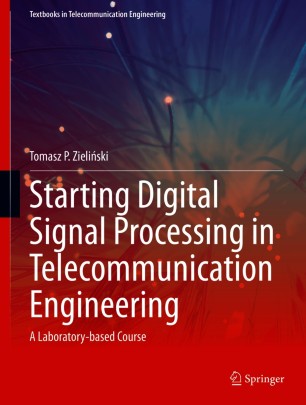 Textbooks in Telecommunication Engineering
Tomasz P. Zieliński
Starting Digital
Signal Processing in
Telecommunication
Engineering
A Laboratory-based Course
Springer